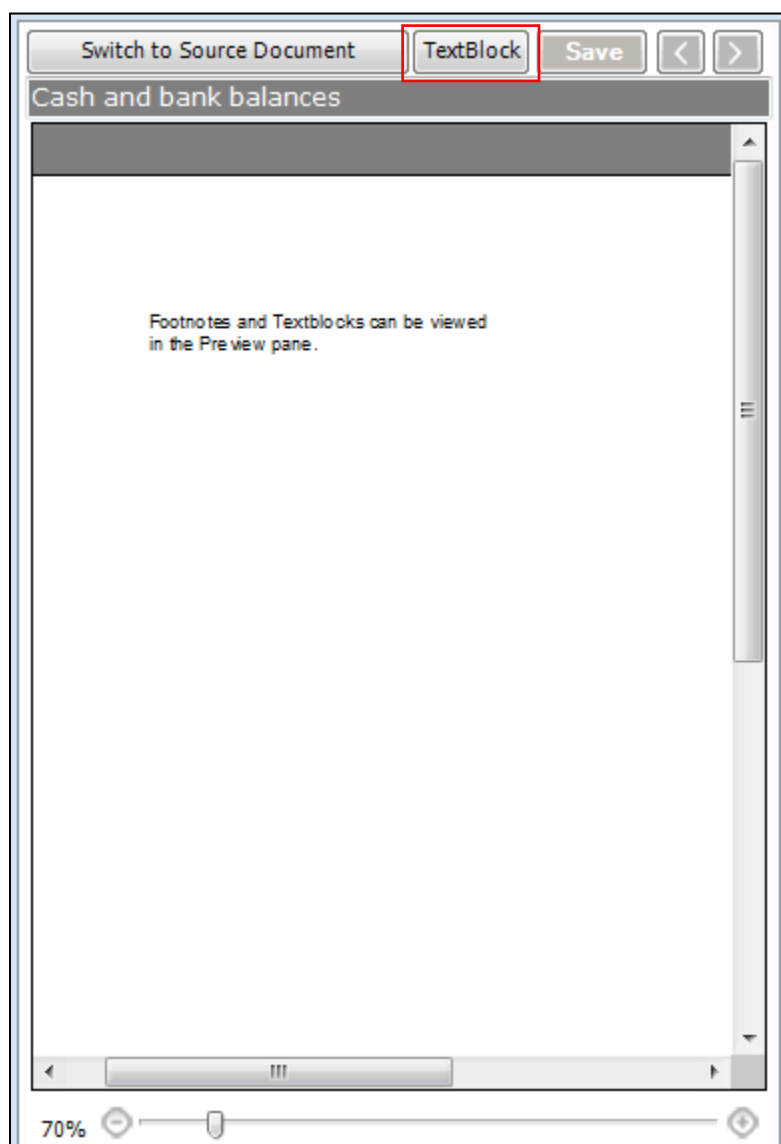 Switch to Source Document TextBlock Save < >
Cash and bank balances
Footnotes and Textblocks can be viewed
in the Preview pane.
70%